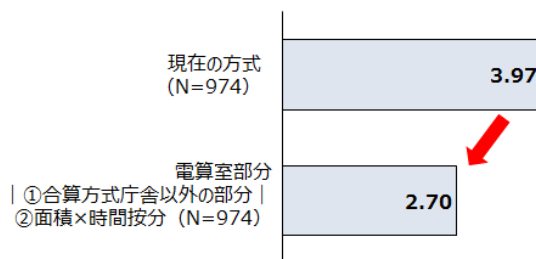 現在の方式
(N=974)
3.97
電算室部分
| ①合算方式庁舎以外の部分 |
②面積×時間按分 (N=974)
2.70